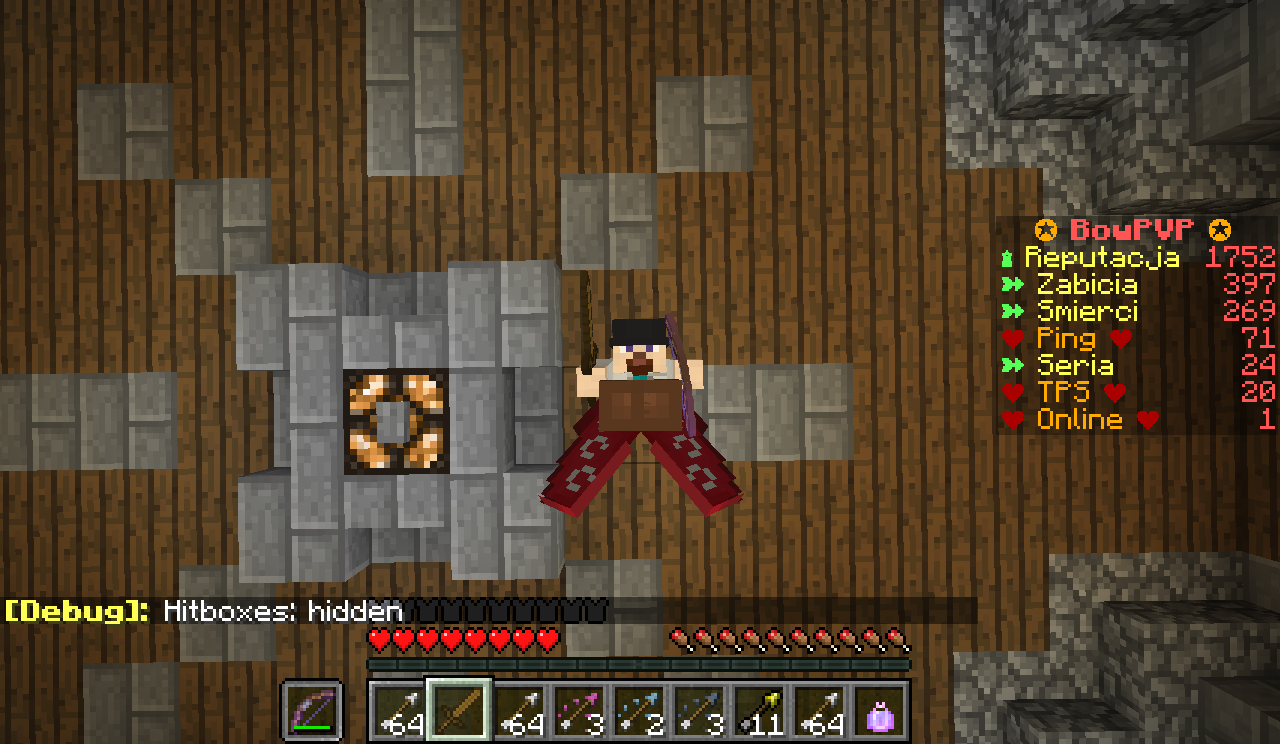 BowPVP
Reputacja 1752
Zabicia 397
Śmierci 269
Ping 71
Seria 24
TPS 20
Online 1
[Debug]: Hitboxes: hidden
64 64 3 2 3 11 64